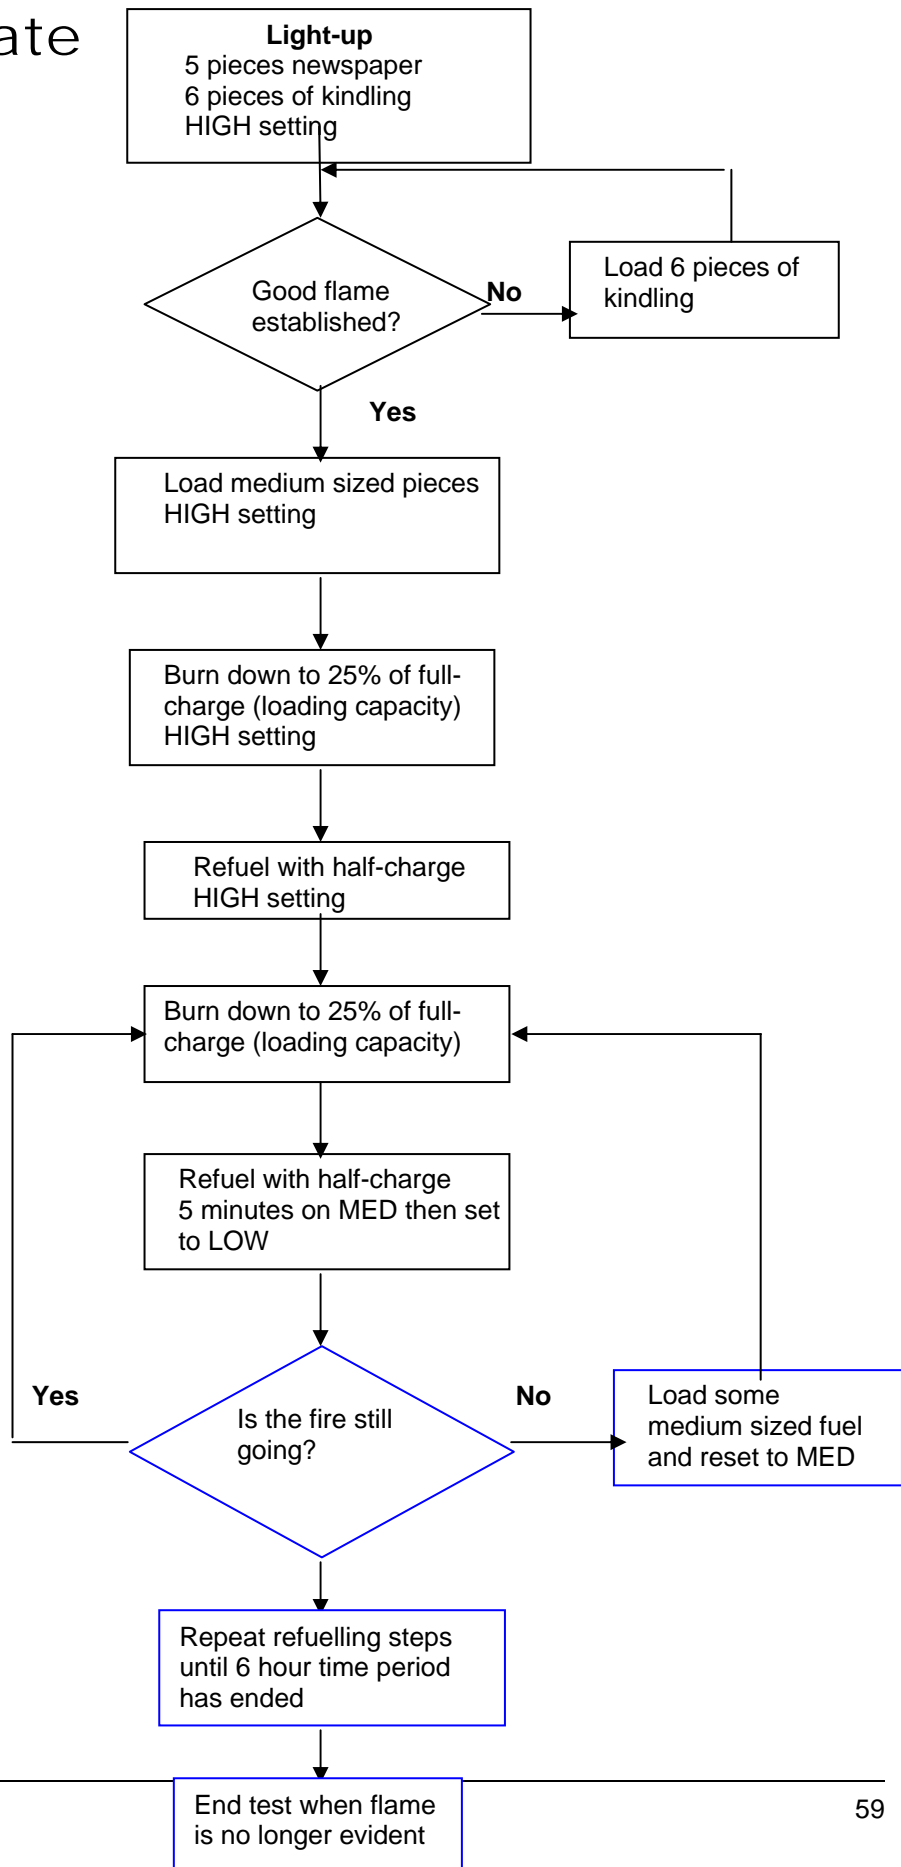 ate
Light-up
5 pieces newspaper
6 pieces of kindling
HIGH setting
Good flame
established?
No
Load 6 pieces of
kindling
Yes
Load medium sized pieces
HIGH setting
Burn down to 25% of full-
charge (loading capacity)
HIGH setting
Refuel with half-charge
HIGH setting
Burn down to 25% of full-
charge (loading capacity)
Refuel with half-charge
5 minutes on MED then set
to LOW
Yes
Is the fire still
going?
No
Load some
medium sized fuel
and reset to MED
Repeat refuelling steps
until 6 hour time period
has ended
End test when flame
is no longer evident
59